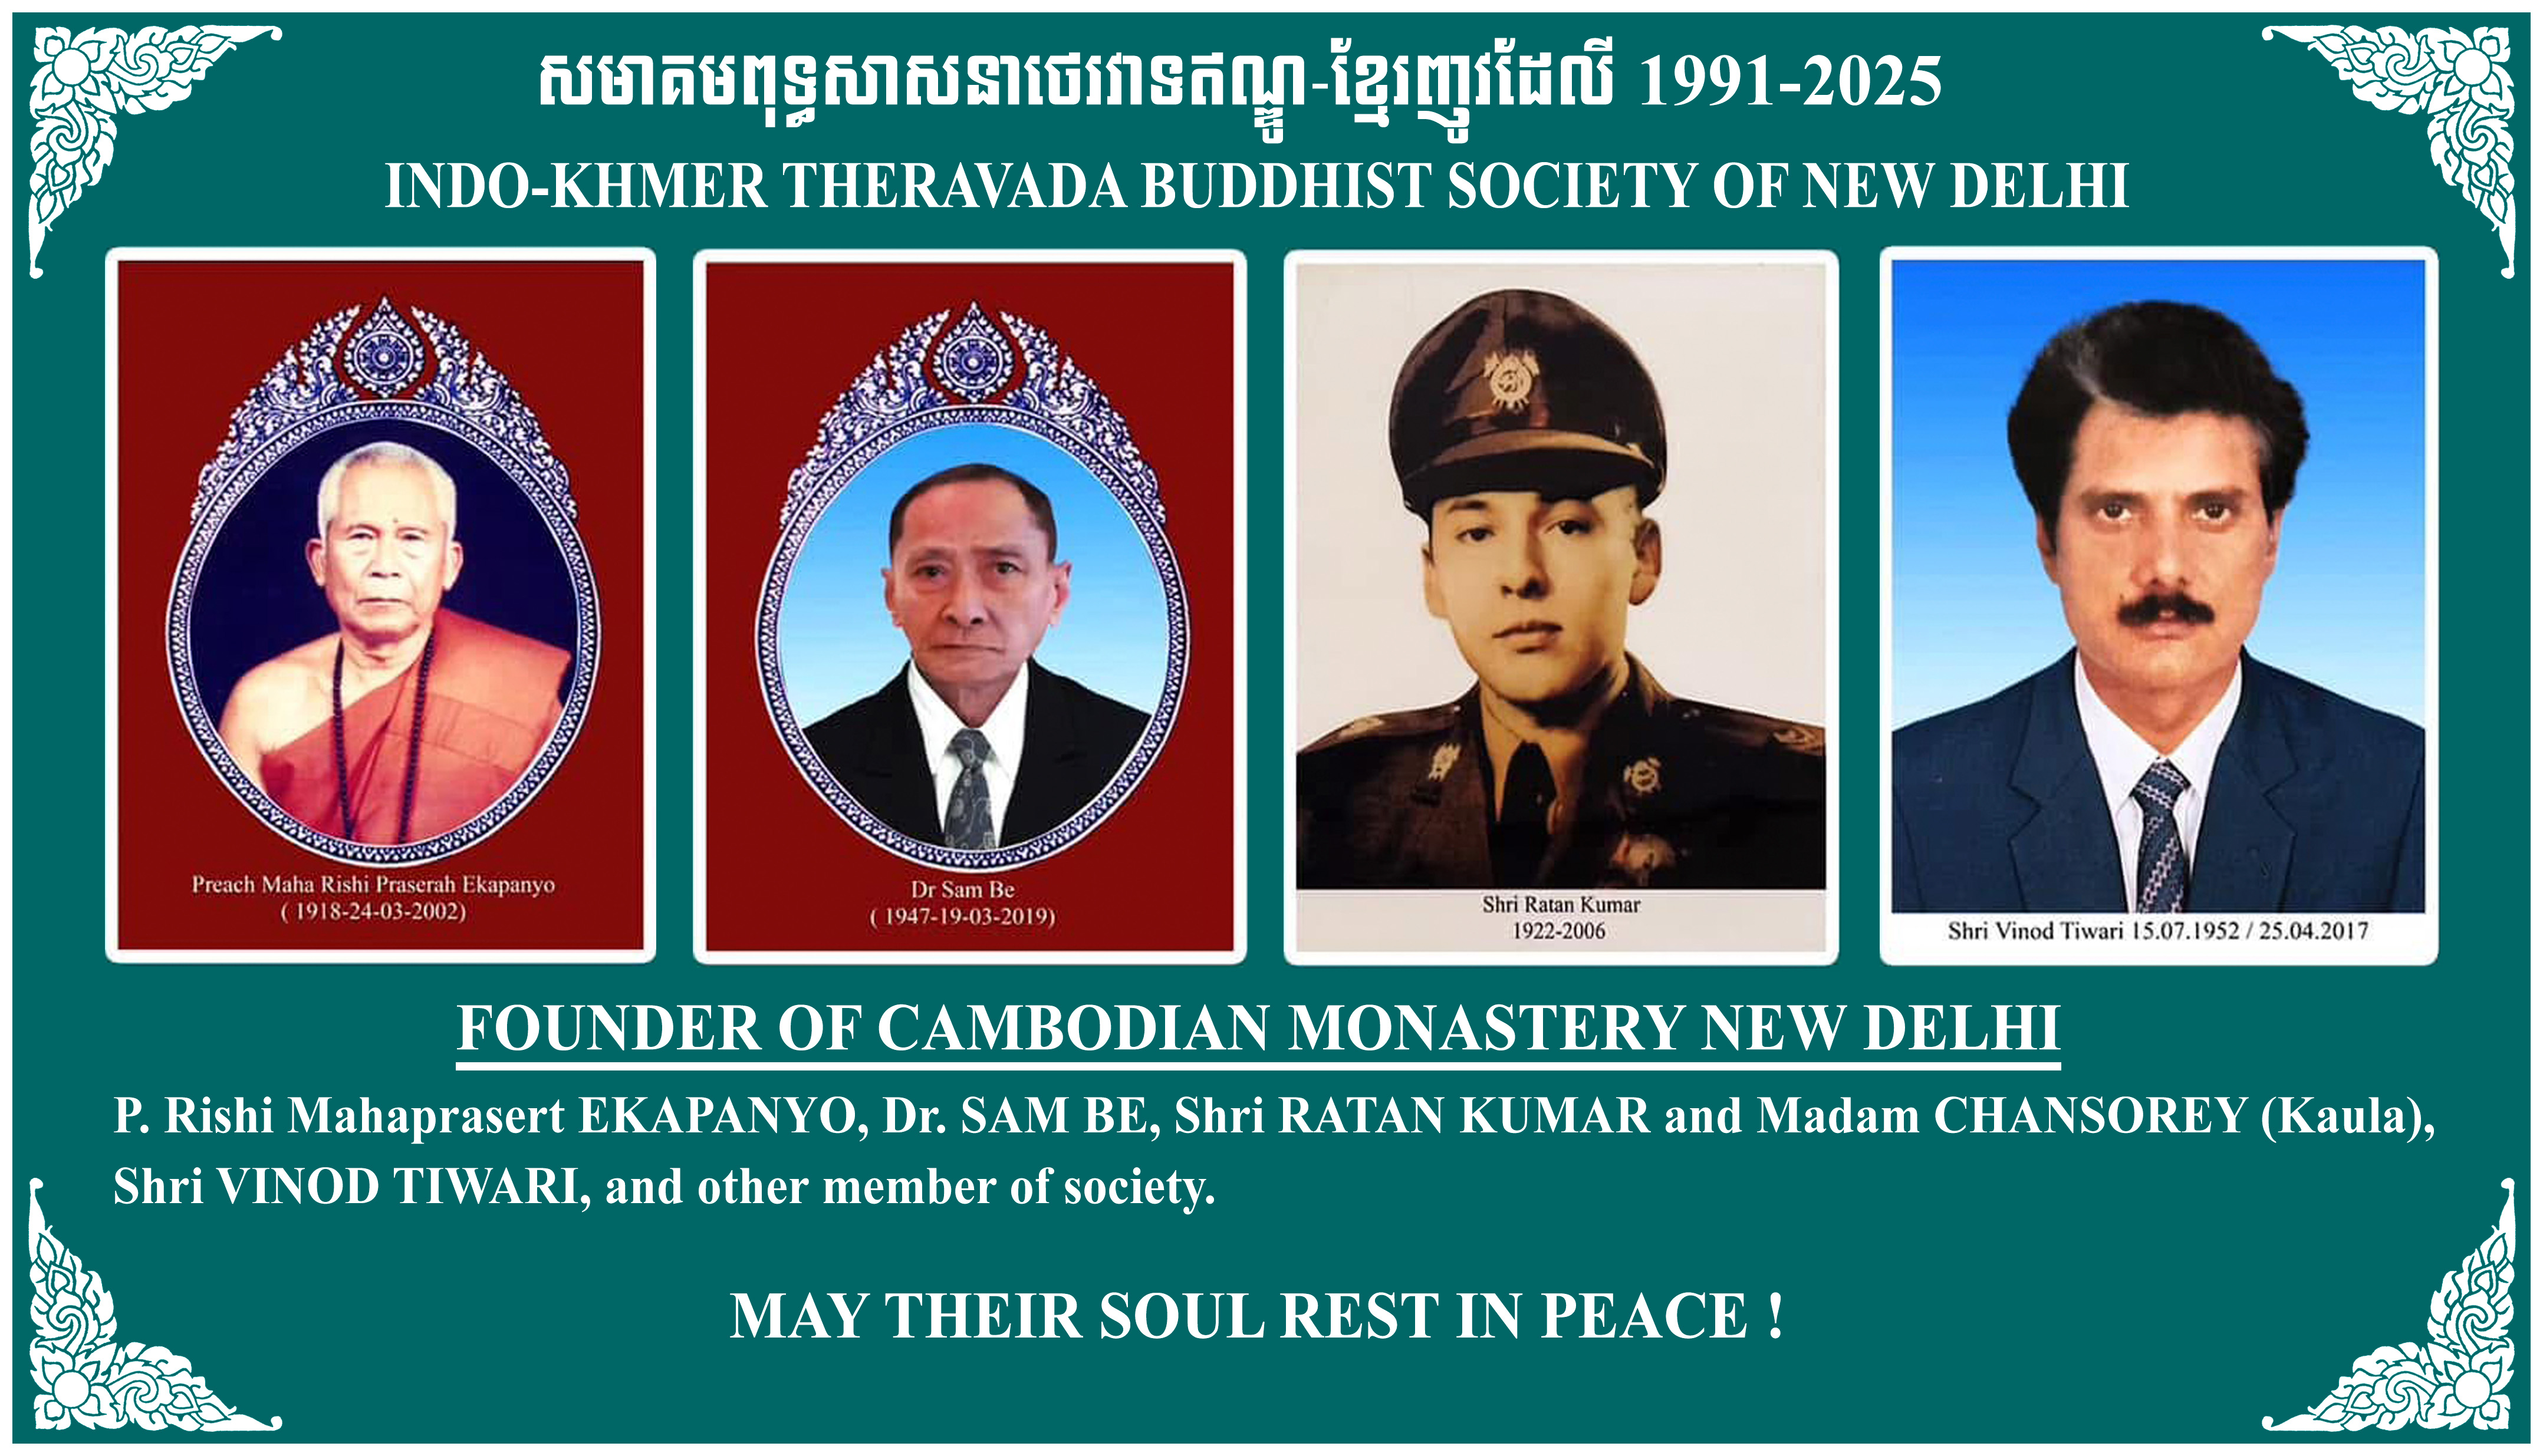 សមាគមពុទ្ធសាសនាថេរវាទឥណ្ឌូ-ខ្មែរញូវដែលី 1991-2025
INDO-KHMER THERAVADA BUDDHIST SOCIETY OF NEW DELHI
Preach Maha Rishi Praserah Ekapanyo
( 1918-24-03-2002)
Dr Sam Be
( 1947-19-03-2019)
Shri Ratan Kumar
1922-2006
Shri Vinod Tiwari 15.07.1952 / 25.04.2017
FOUNDER OF CAMBODIAN MONASTERY NEW DELHI
P. Rishi Mahaprasert EKAPANYO, Dr. SAM BE, Shri RATAN KUMAR and Madam CHANSOREY (Kaula),
Shri VINOD TIWARI, and other member of society.
MAY THEIR SOUL REST IN PEACE !